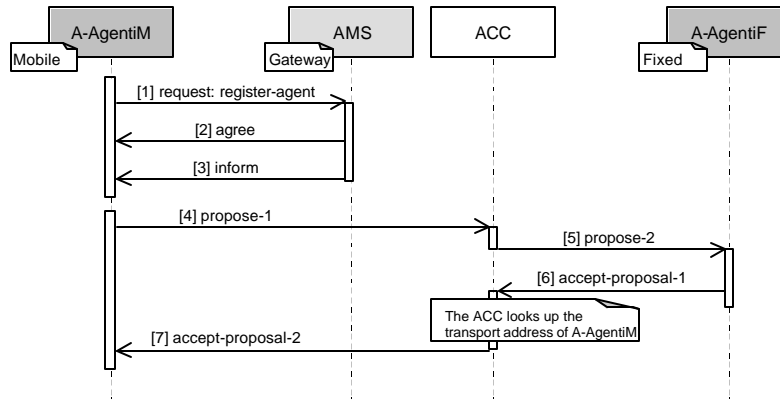 A-AgentiM
AMS
ACC
A-AgentiF
Mobile
Gateway
Fixed
[1] request: register-agent
[2] agree
[3] inform
[4] propose-1
[5] propose-2
[6] accept-proposal-1
The ACC looks up the
transport address of A-AgentiM
[7] accept-proposal-2